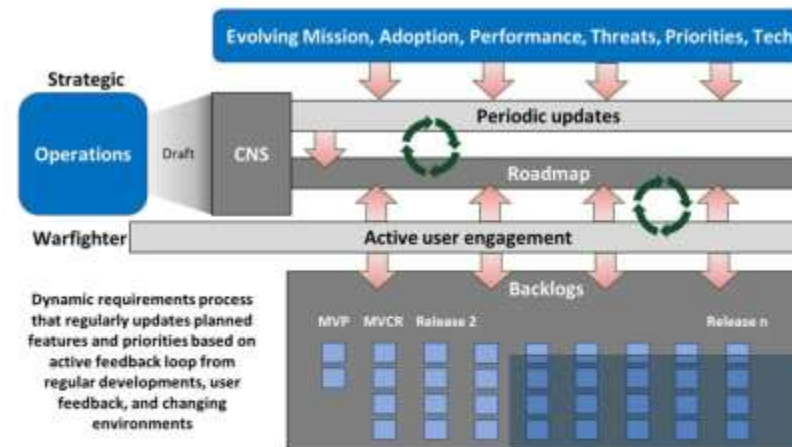 Evolving Mission, Adoption, Performance, Threats, Priorities, Tech
Strategic
Operations
Draft
CNS
Periodic updates
Roadmap
Warfighter
Active user engagement
Backlogs
MVP
MVCR
Release 2
Release n
Dynamic requirements process
that regularly updates planned
features and priorities based on
active feedback loop from
regular developments, user
feedback, and changing
environments